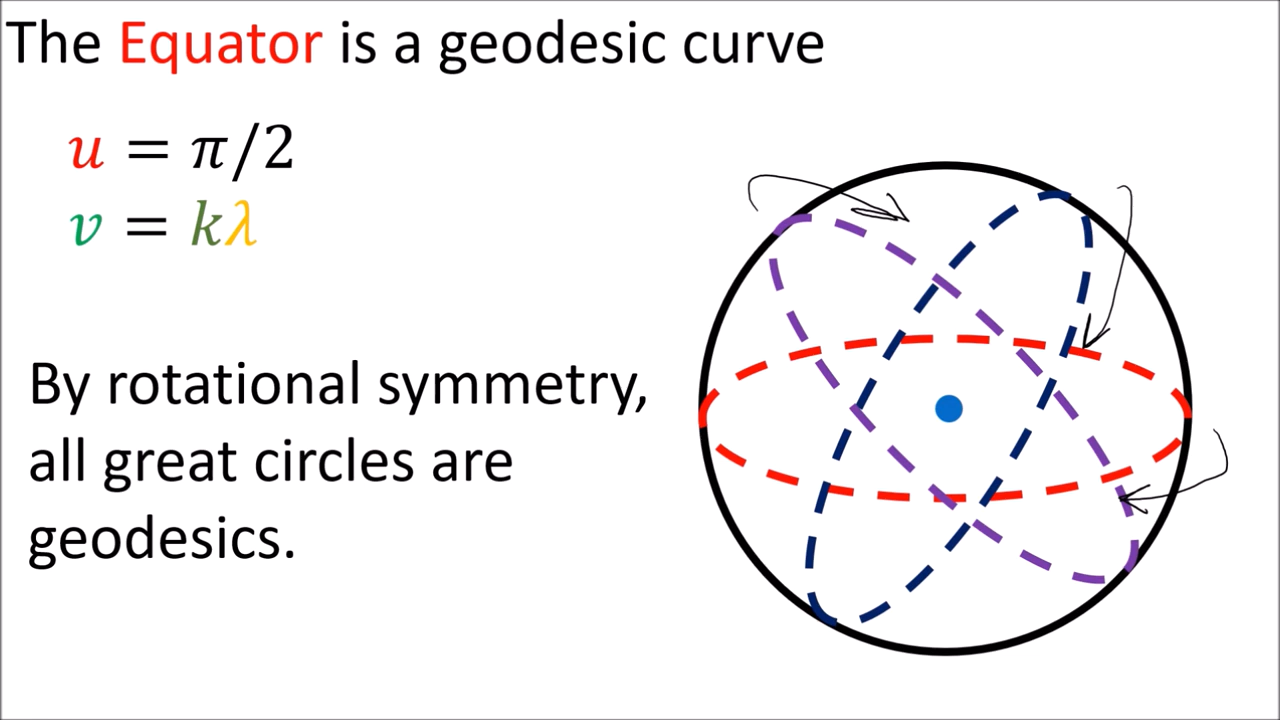 The Equator is a geodesic curve
u = π/2
v = kλ
By rotational symmetry,
all great circles are
geodesics.